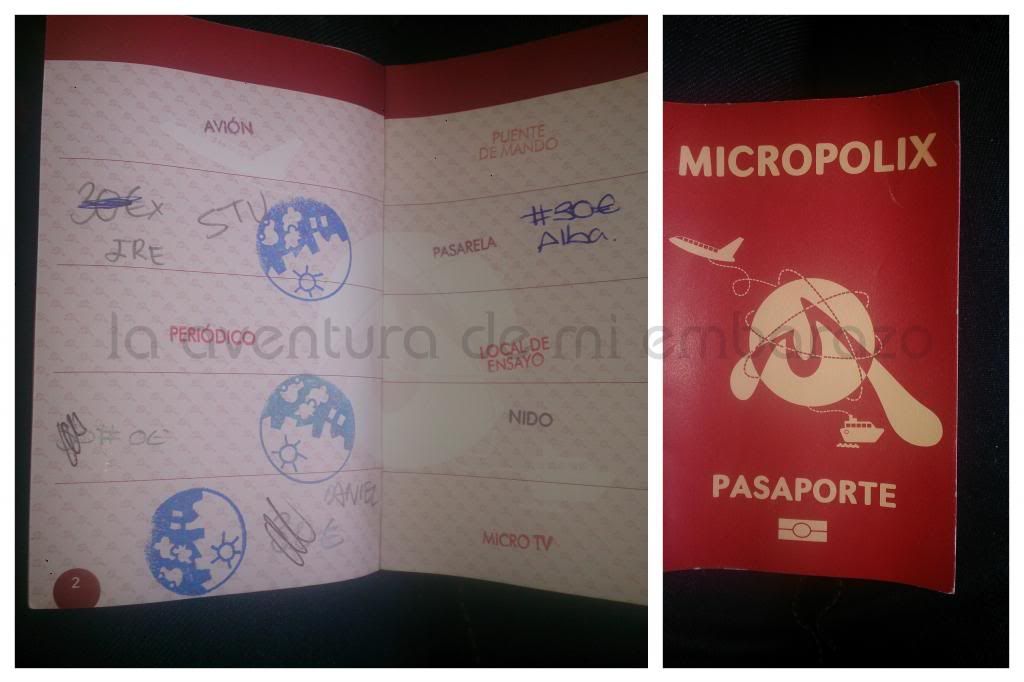 AVIÓN
30€x
IRE
STU
PERIÓDICO
0€
DANIEL
€
2
PUENTE
DE MANDO
PASARELA
#30€
Alba.
LOCAL DE
ENSAYO
NIDO
MICRO TV
MICROPOLIX
PASAPORTE
la aventura de mi embarazo